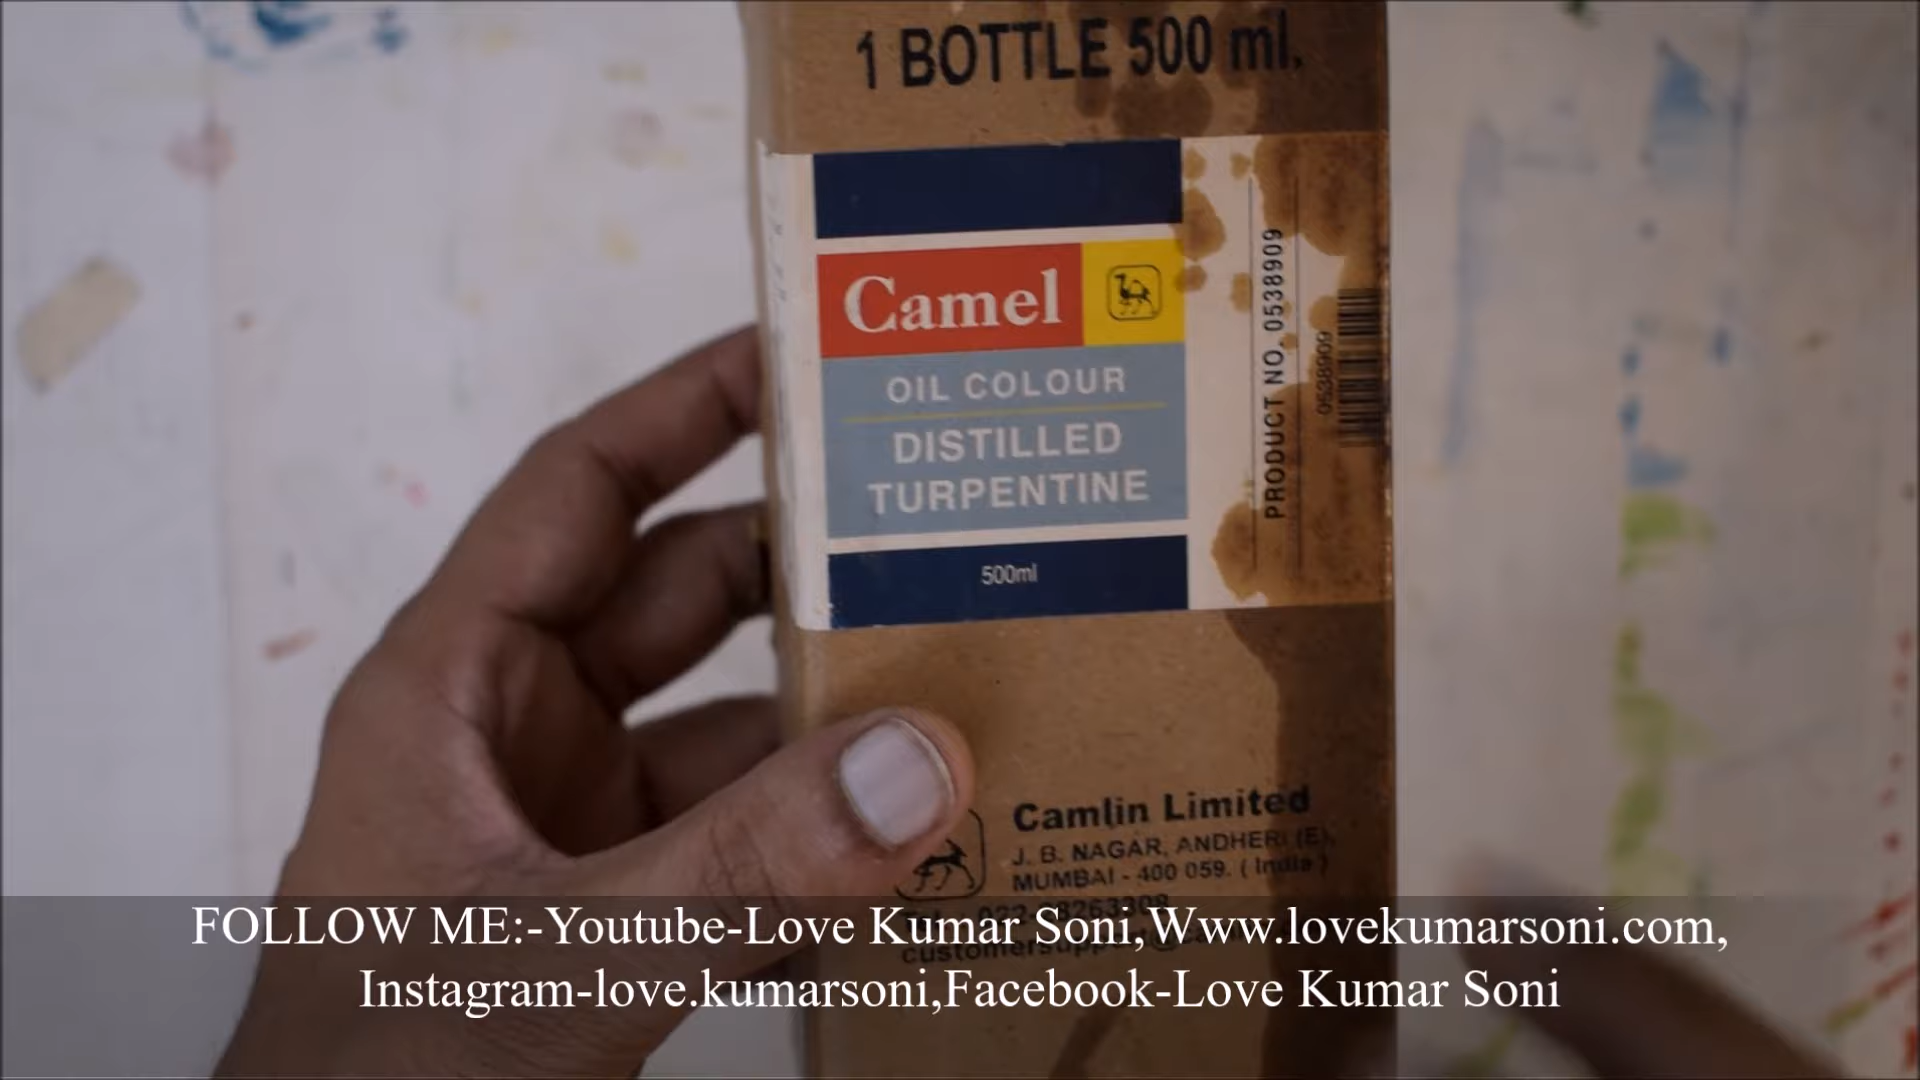 1 BOTTLE 500 ml.
Camel
OIL COLOUR
DISTILLED
TURPENTINE
500ml
PRODUCT NO. 0538909
0538909
Camlin Limited
J. B. NAGAR, ANDHERI (E),
MUMBAI - 400 059. ( India )
FOLLOW ME:-Youtube-Love Kumar Soni,Www.lovekumarsoni.com,
Instagram-love.kumarsoni,Facebook-Love Kumar Soni